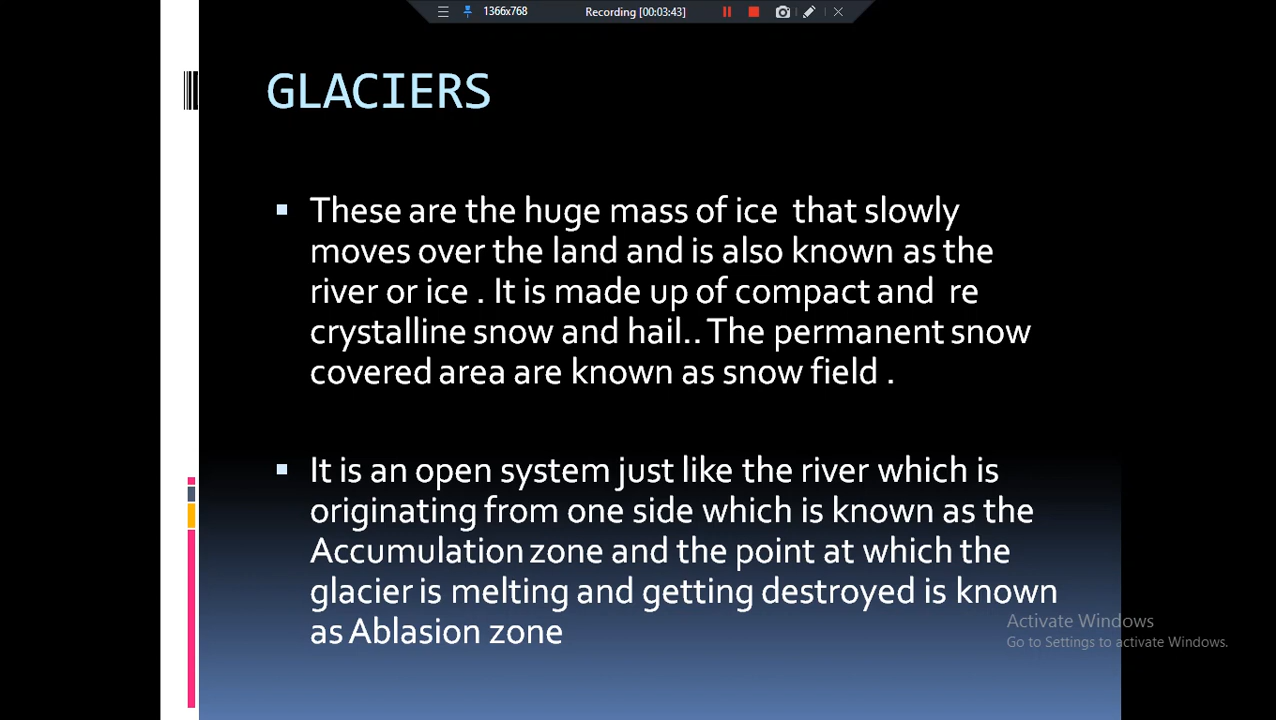 1366x768 Recording [00:03:43]
GLACIERS
These are the huge mass of ice that slowly
moves over the land and is also known as the
river or ice . It is made up of compact and re
crystalline snow and hail.. The permanent snow
covered area are known as snow field .
It is an open system just like the river which is
originating from one side which is known as the
Accumulation zone and the point at which the
glacier is melting and getting destroyed is known
as Ablasion zone
Activate Windows
Go to Settings to activate Windows.